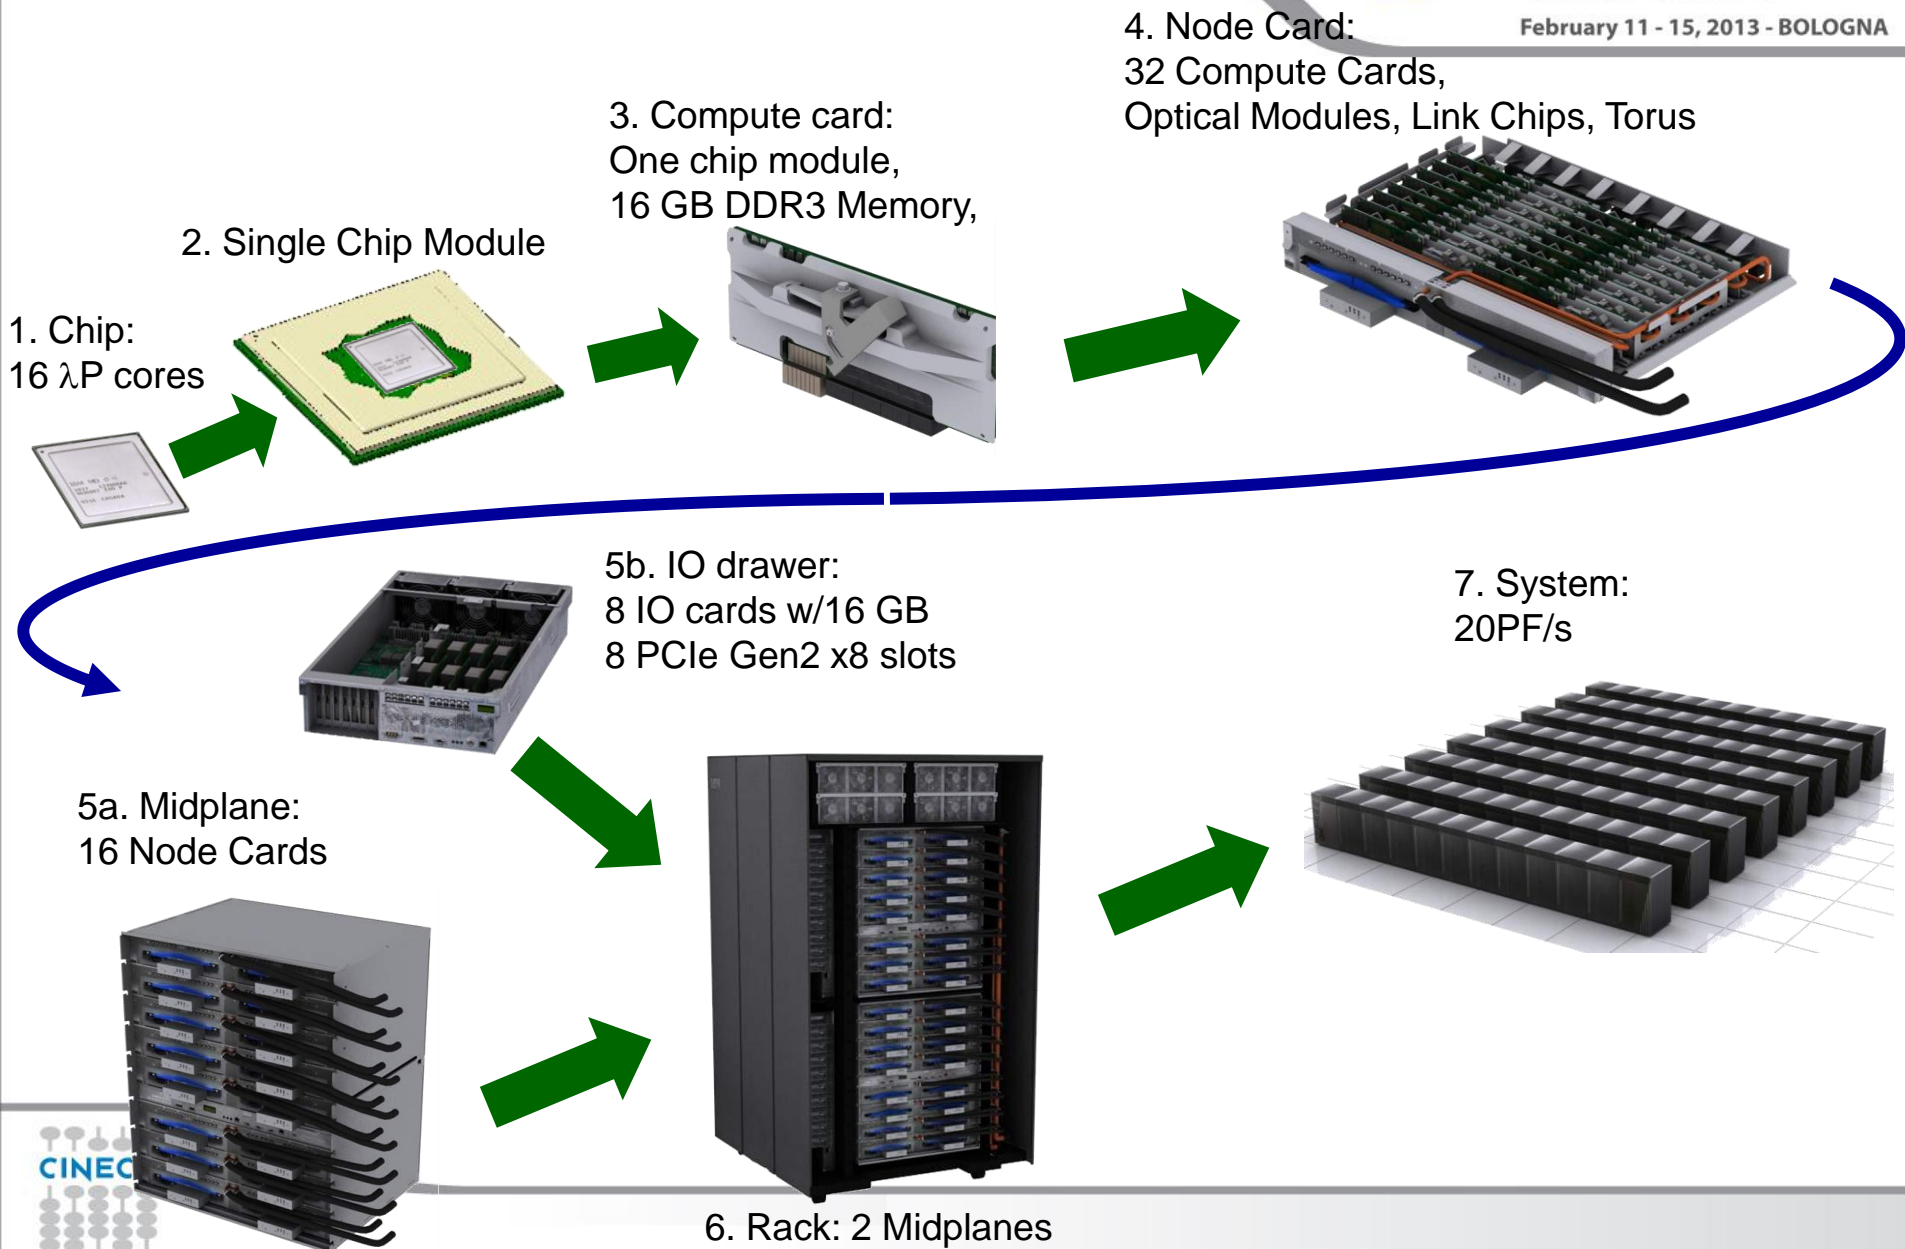 February 11 - 15, 2013 - BOLOGNA
4. Node Card:
32 Compute Cards,
Optical Modules, Link Chips, Torus
3. Compute card:
One chip module,
16 GB DDR3 Memory,
2. Single Chip Module
1. Chip:
16 λP cores
5b. IO drawer:
8 IO cards w/16 GB
8 PCIe Gen2 x8 slots
7. System:
20PF/s
5a. Midplane:
16 Node Cards
CINEC
6. Rack: 2 Midplanes